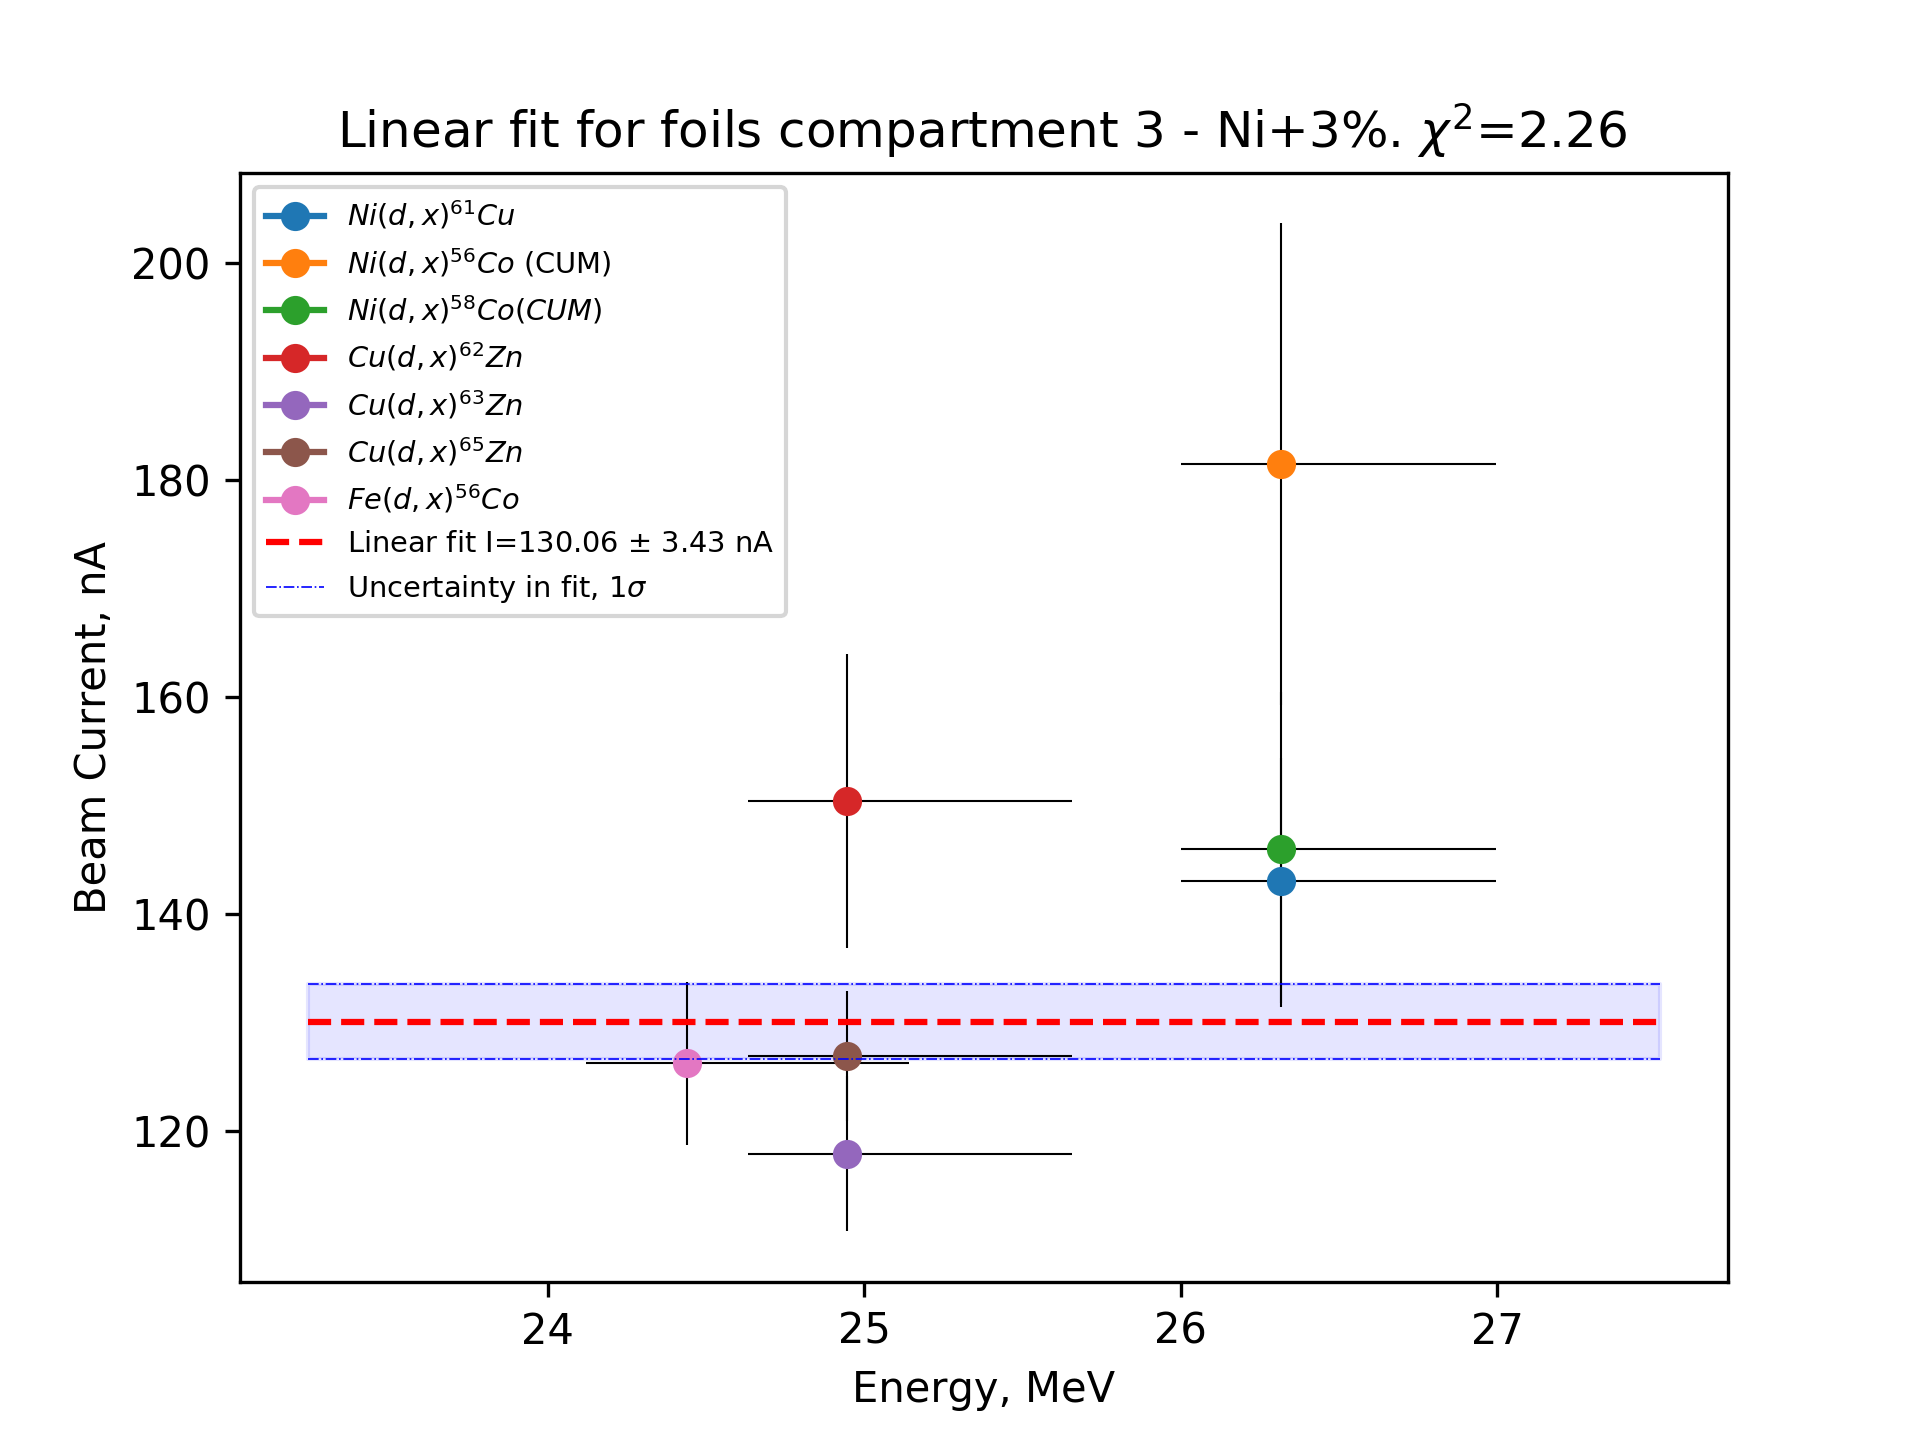 Linear fit for foils compartment 3 - Ni+3%. χ²=2.26
Ni(d, x)⁶¹Cu
Ni(d, x)⁵⁶Co (CUM)
Ni(d, x)⁵⁸Co(CUM)
Cu(d, x)⁶²Zn
Cu(d, x)⁶³Zn
Cu(d, x)⁶⁵Zn
Fe(d, x)⁵⁶Co
Linear fit I=130.06 ± 3.43 nA
Uncertainty in fit, 1σ
200
180
160
140
120
Beam Current, nA
24 25 26 27
Energy, MeV